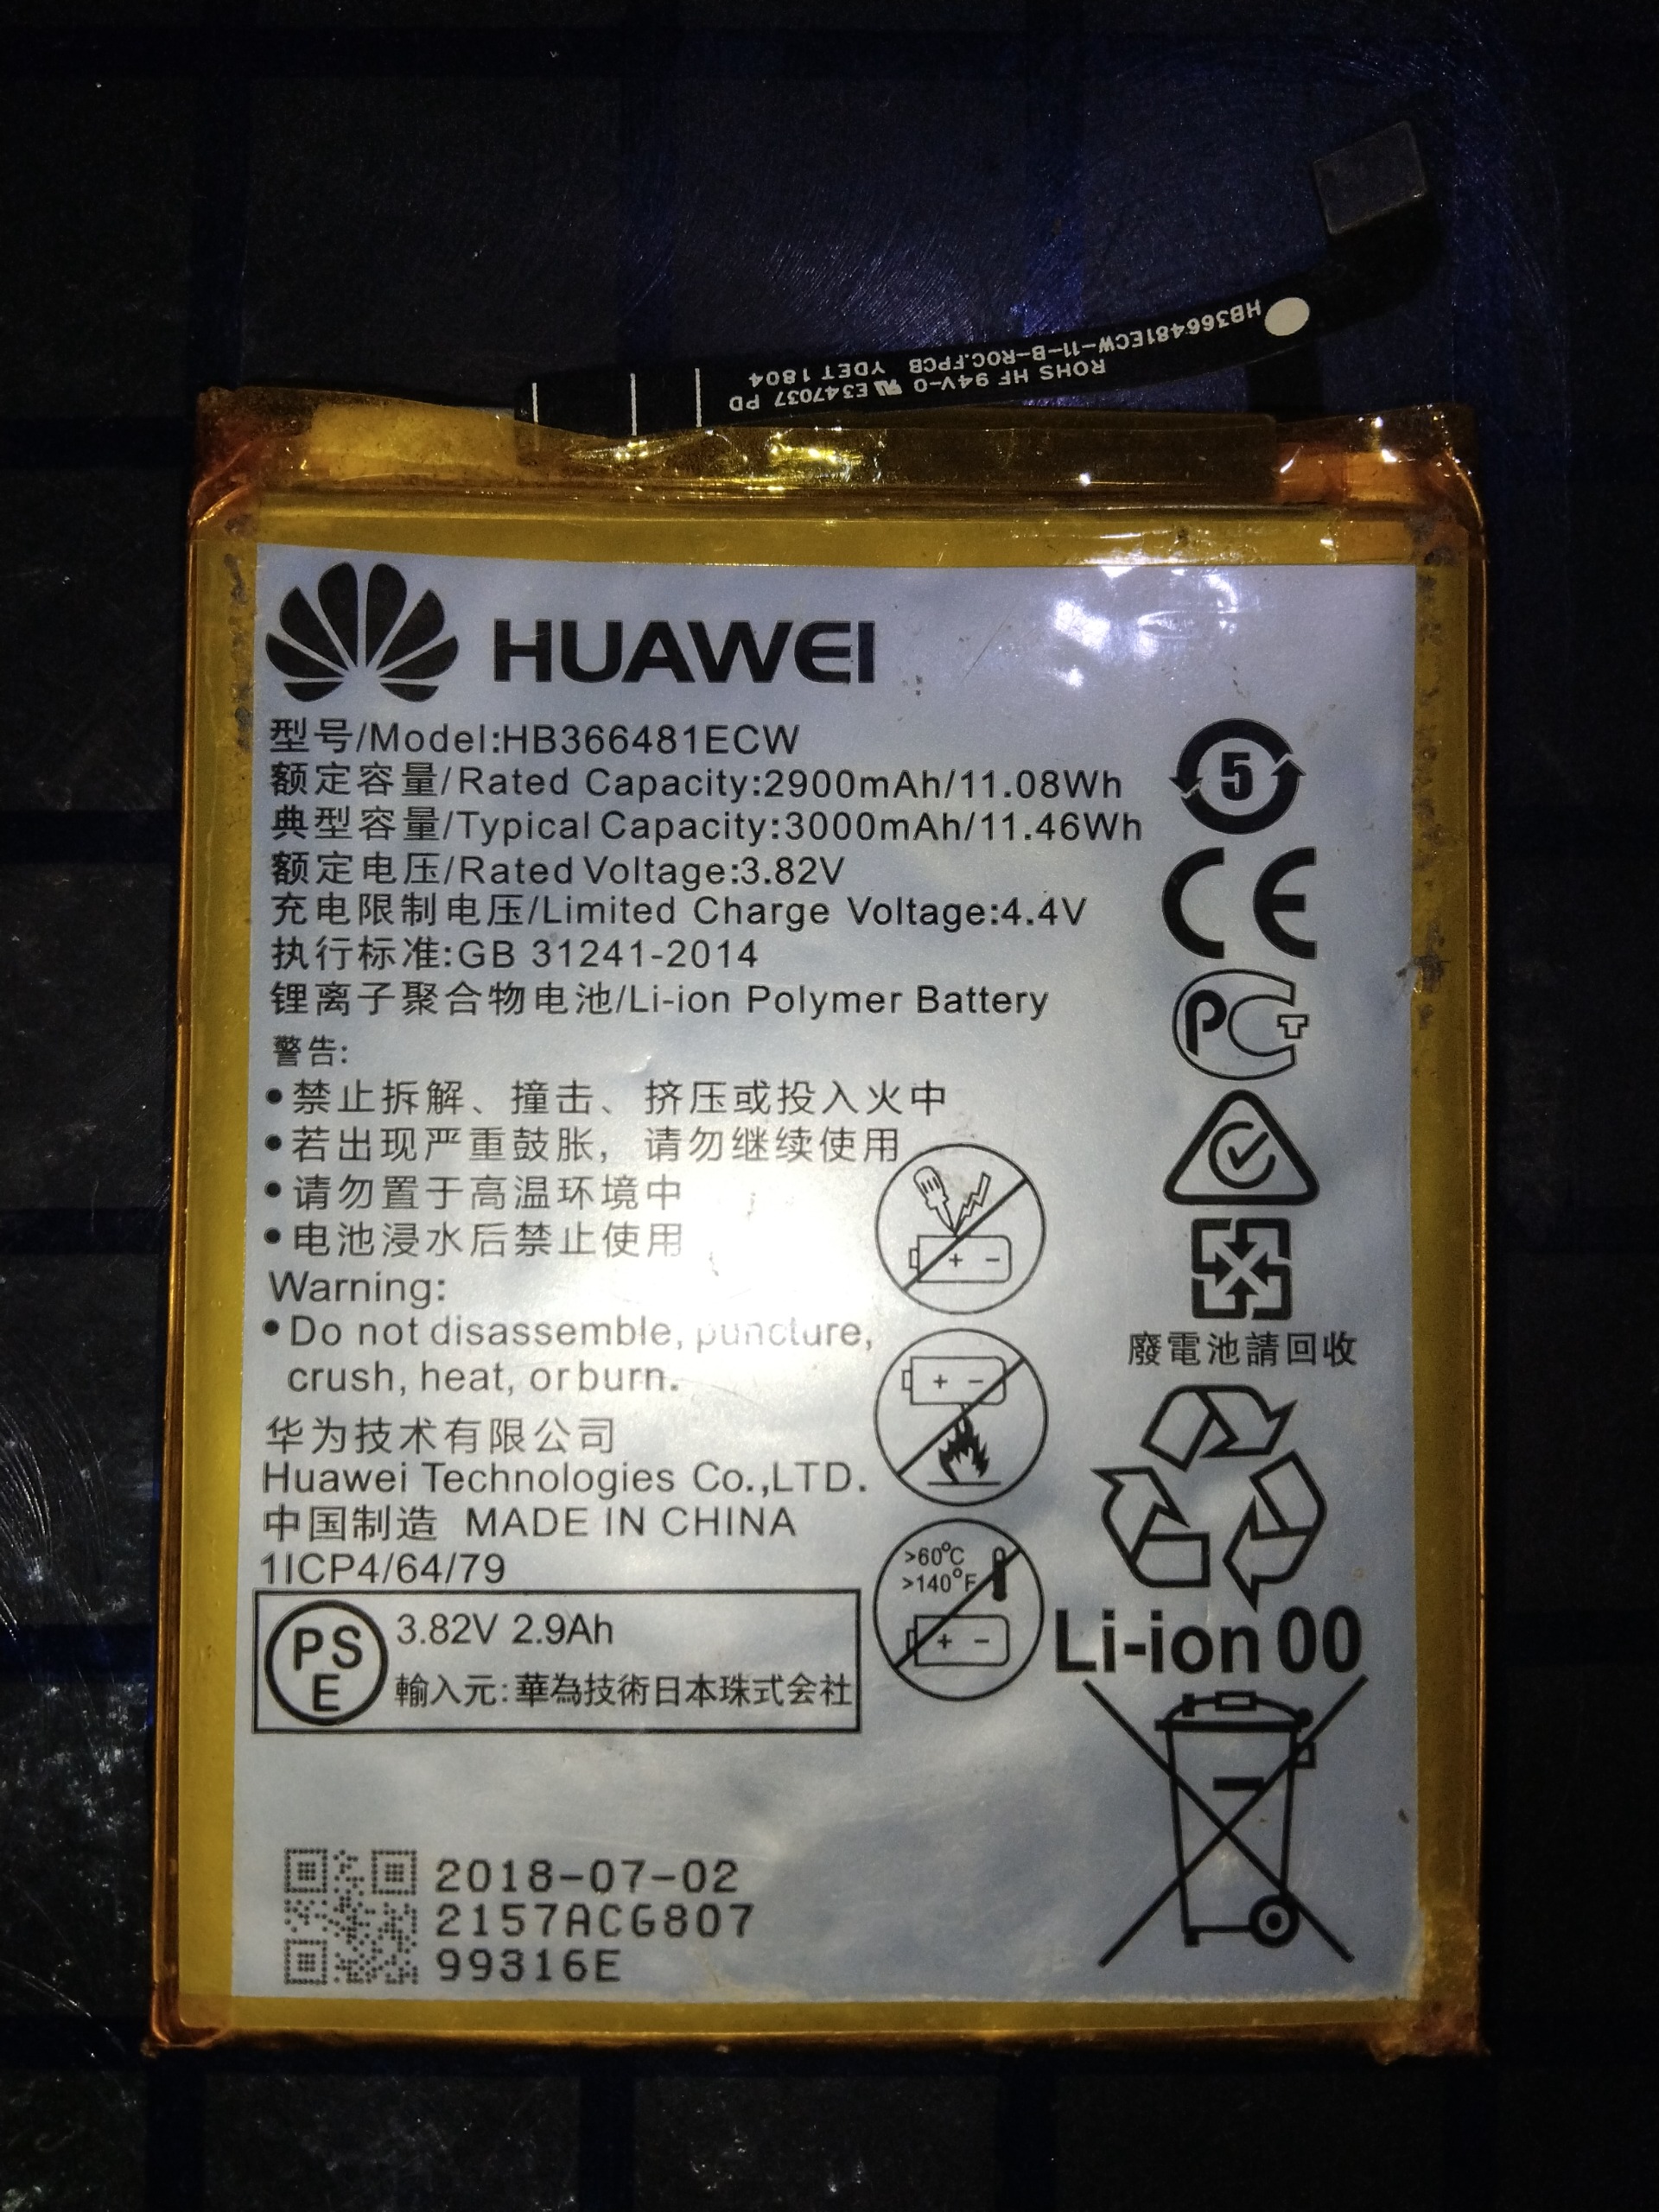 HB366481ECW-11-B-ROC.FPCB YDET 1804
ROHS HF 94V-0 E347037 PD
HUAWEI
型号/Model:HB366481ECW
额定容量/Rated Capacity:2900mAh/11.08Wh
典型容量/Typical Capacity:3000mAh/11.46Wh
额定电压/Rated Voltage:3.82V
充电限制电压/Limited Charge Voltage:4.4V
执行标准:GB 31241-2014
锂离子聚合物电池/Li-ion Polymer Battery
警告:
•禁止拆解、撞击、挤压或投入火中
•若出现严重鼓胀，请勿继续使用
•请勿置于高温环境中
•电池浸水后禁止使用
Warning:
•Do not disassemble, puncture,
crush, heat, or burn.
华为技术有限公司
Huawei Technologies Co.,LTD.
中国制造 MADE IN CHINA
1ICP4/64/79
PS
E
3.82V 2.9Ah
輸入元:華為技術日本珠式会社
2018-07-02
2157ACG807
99316E
+ -
+ -
>60°C
>140°F
+ -
5
CE
PCT
廢電池請回收
Li-ion 00